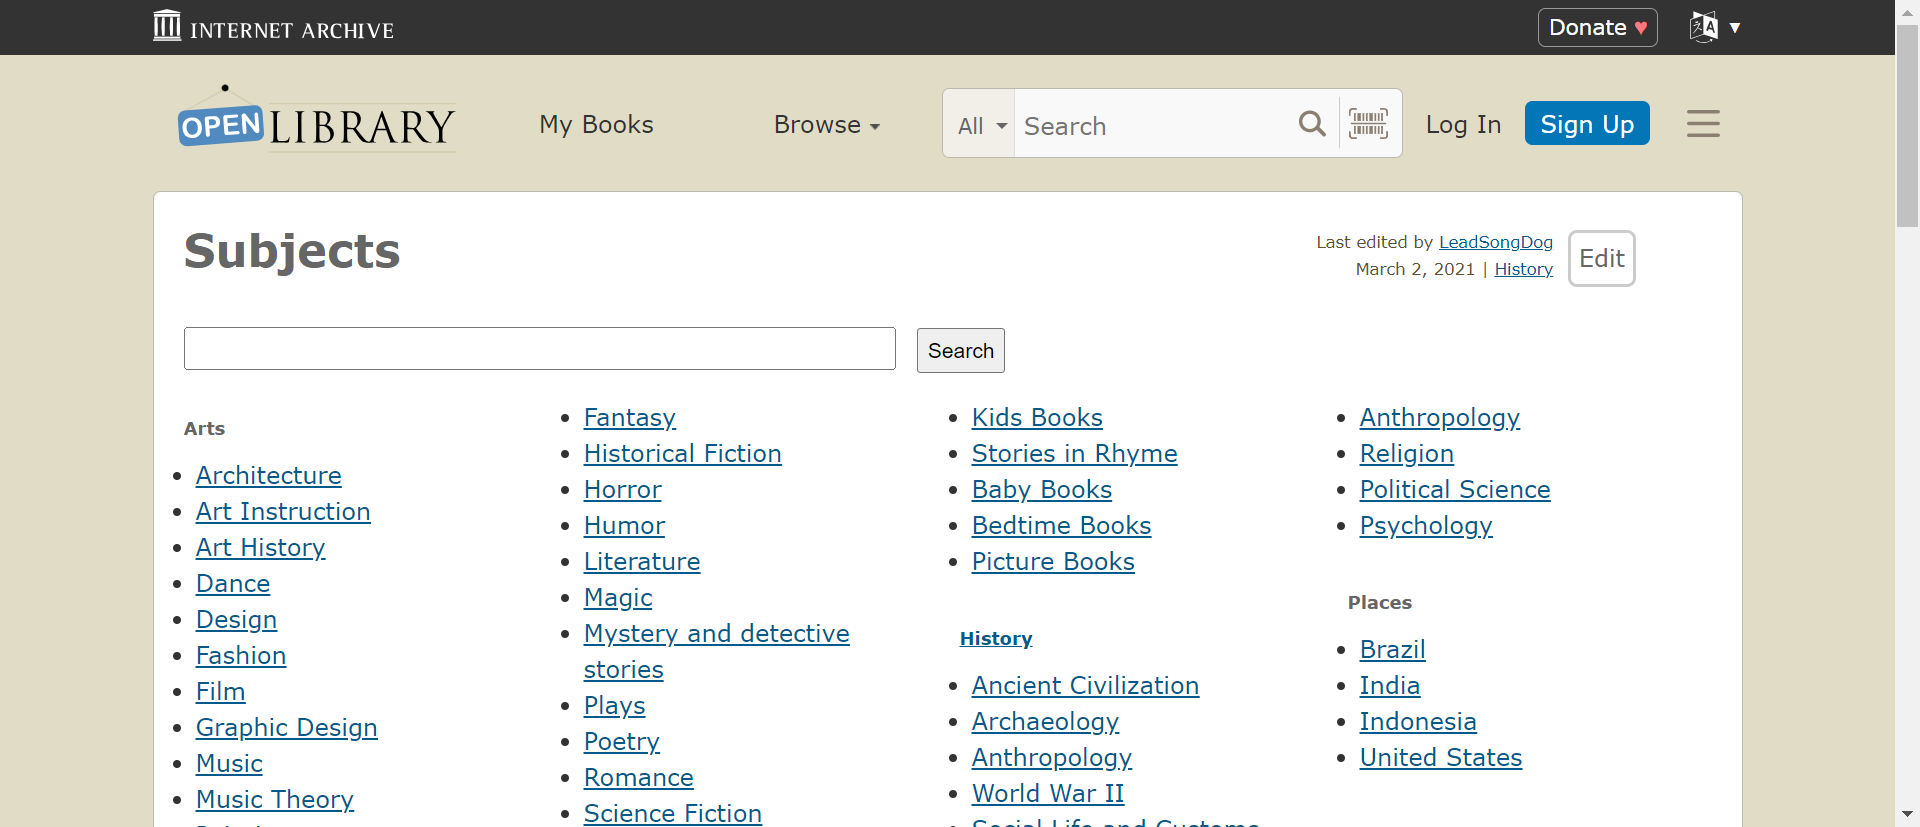 INTERNET ARCHIVE
Donate ♥
▼
OPEN LIBRARY
My Books
Browse
All
Search
Log In
Sign Up
Subjects
Last edited by LeadSongDog
March 2, 2021 | History
Edit
Search
Arts
Architecture
Art Instruction
Art History
Dance
Design
Fashion
Film
Graphic Design
Music
Music Theory
Fantasy
Historical Fiction
Horror
Humor
Literature
Magic
Mystery and detective
stories
Plays
Poetry
Romance
Science Fiction
Kids Books
Stories in Rhyme
Baby Books
Bedtime Books
Picture Books
History
Ancient Civilization
Archaeology
Anthropology
World War II
Social Life and Customs
Anthropology
Religion
Political Science
Psychology
Places
Brazil
India
Indonesia
United States